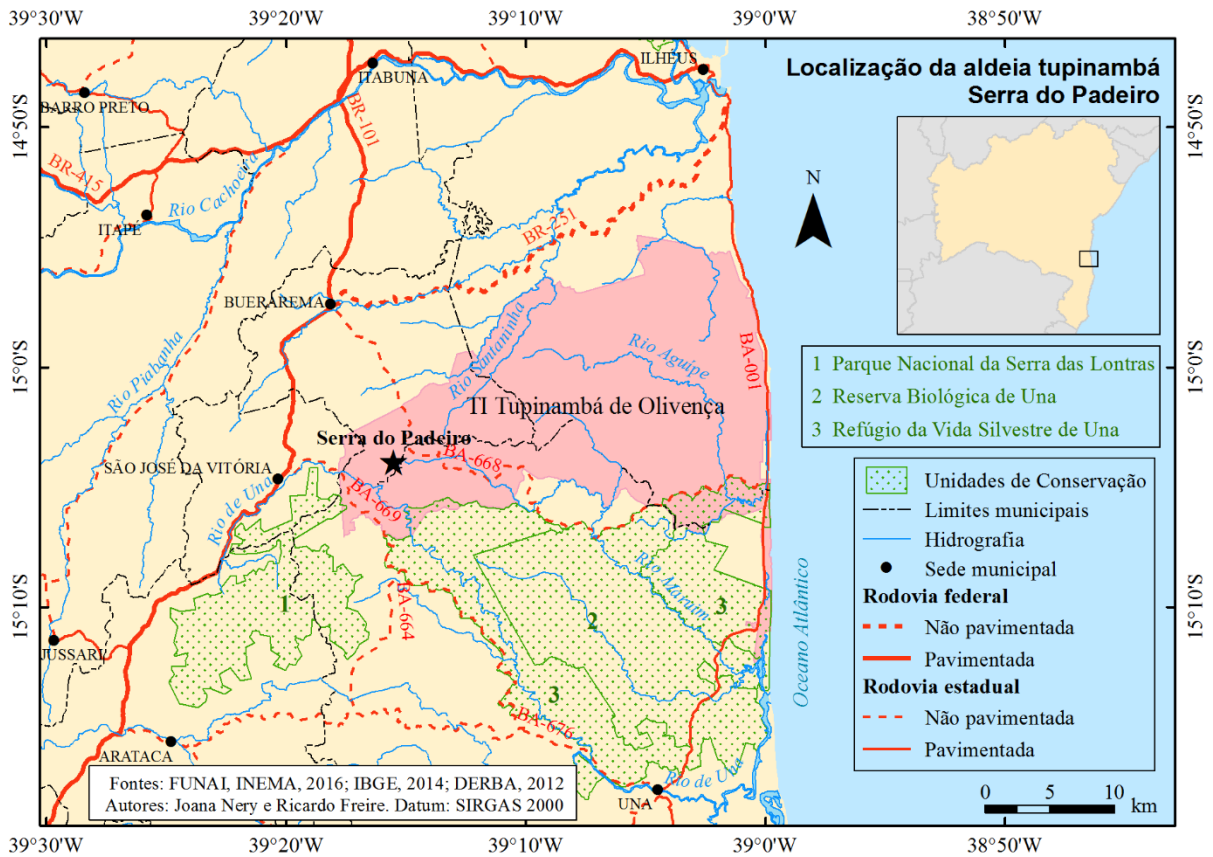 39°30'W
39°20'W
39°10'W
39°0'W
38°50'W
Localização da aldeia tupinambá
Serra do Padeiro
ILHÉUS
ITABUNA
BARRO PRETO
BR-101
14°50'S
14°50'S
BR-415
Rio Cachoeira
ITAPÉ
N
BR-251
BUERAREMA
Rio Piabanha
Rio Santaninha
Rio Aguípe
BA-001
15°0'S
15°0'S
TI Tupinambá de Olivença
Serra do Padeiro
BA-668
SÃO JOSÉ DA VITÓRIA
BA-669
Rio de Una
1 Parque Nacional da Serra das Lontras
2 Reserva Biológica de Una
3 Refúgio da Vida Silvestre de Una
Unidades de Conservação
Limites municipais
Hidrografia
Sede municipal
Rodovia federal
Não pavimentada
Pavimentada
Rodovia estadual
Não pavimentada
Pavimentada
Rio Maruim
1
2
3
3
BA-664
15°10'S
15°10'S
JUSSARI
Oceano Atlântico
BA-676
ARATACA
Rio de Una
UNA
Fontes: FUNAI, INEMA, 2016; IBGE, 2014; DERBA, 2012
Autores: Joana Nery e Ricardo Freire. Datum: SIRGAS 2000
0 5 10
km
39°30'W
39°20'W
39°10'W
39°0'W
38°50'W